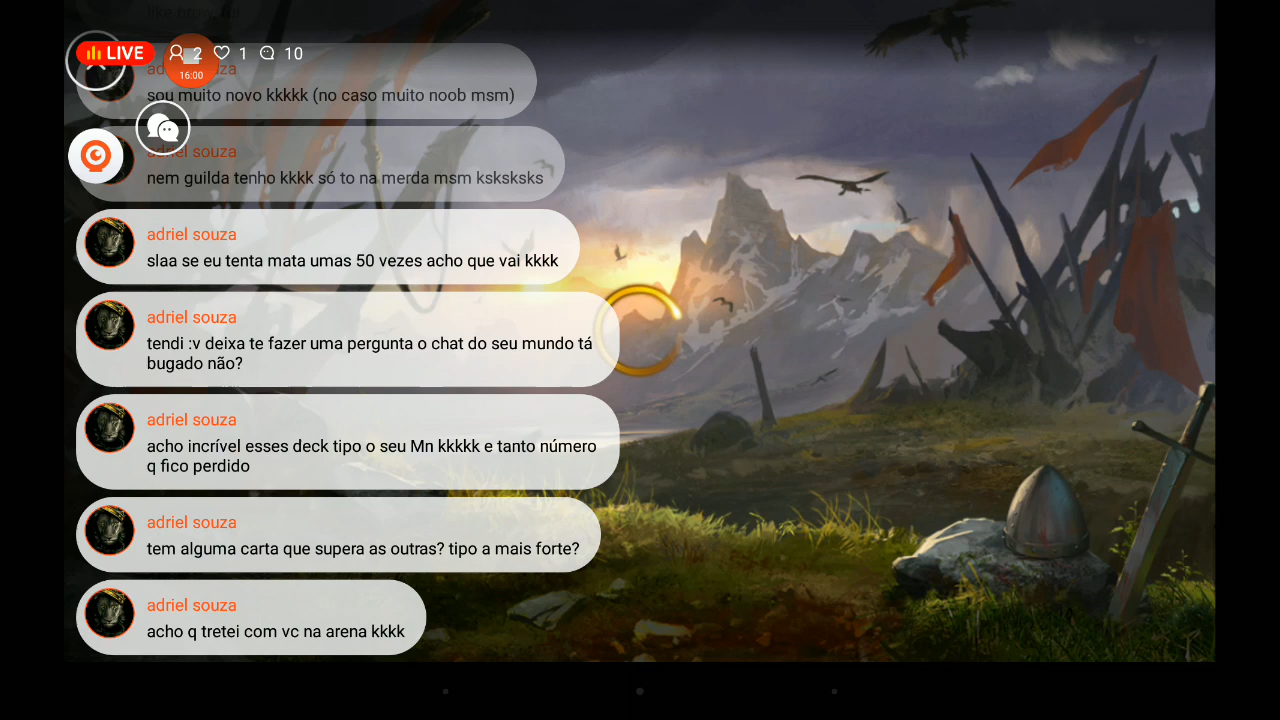 LIVE 2 1 10
16:00
sou muito novo kkkkk (no caso muito noob msm)
adriel souza
nem guilda tenho kkkk só to na merda msm ksksksks
adriel souza
slaa se eu tenta mata umas 50 vezes acho que vai kkkk
adriel souza
tendi :v deixa te fazer uma pergunta o chat do seu mundo tá
bugado não?
adriel souza
acho incrível esses deck tipo o seu Mn kkkkk e tanto número
q fico perdido
adriel souza
tem alguma carta que supera as outras? tipo a mais forte?
adriel souza
acho q tretei com vc na arena kkkk